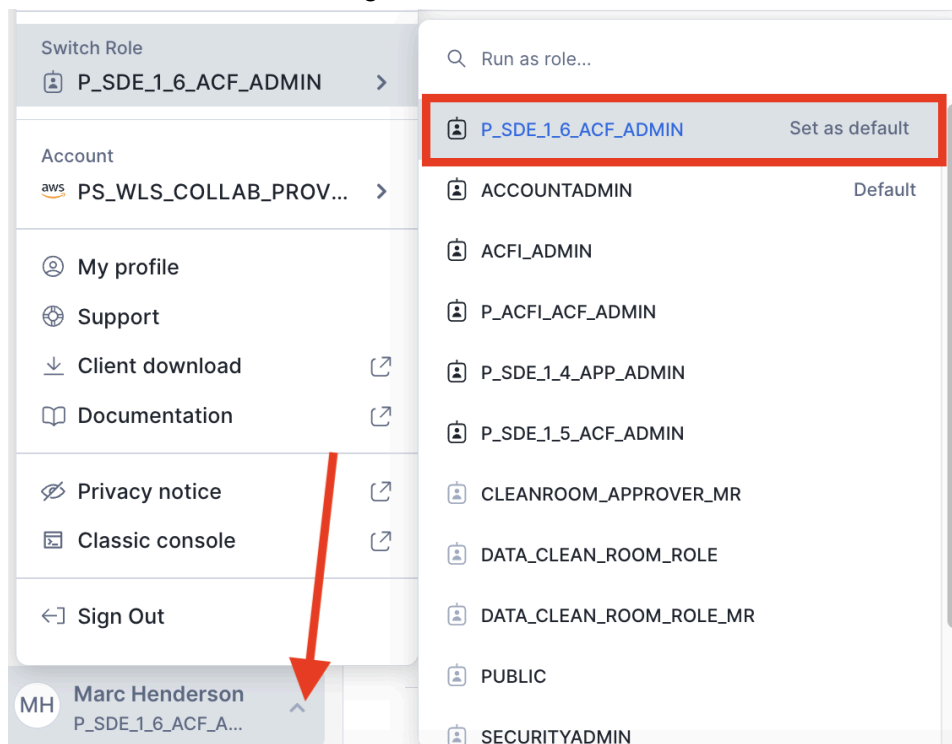 Switch Role
P_SDE_1_6_ACF_ADMIN
Account
aws PS_WLS_COLLAB_PROV...
My profile
Support
Client download
Documentation
Privacy notice
Classic console
Sign Out
MH Marc Henderson
P_SDE_1_6_ACF_A...
Run as role...
P_SDE_1_6_ACF_ADMIN Set as default
ACCOUNTADMIN Default
ACFI_ADMIN
P_ACFI_ACF_ADMIN
P_SDE_1_4_APP_ADMIN
P_SDE_1_5_ACF_ADMIN
CLEANROOM_APPROVER_MR
DATA_CLEAN_ROOM_ROLE
DATA_CLEAN_ROOM_ROLE_MR
PUBLIC
SECURITYADMIN